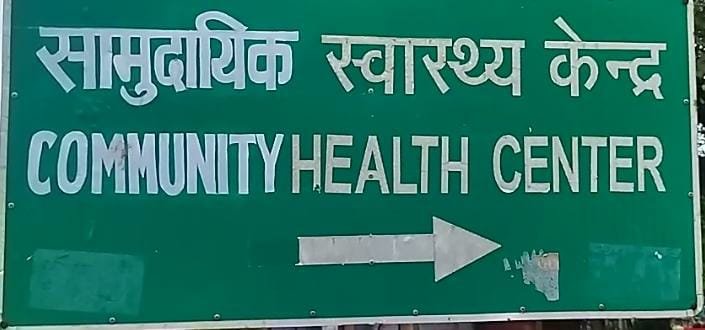 सामुदायिक स्वास्थ्य केन्द्र
COMMUNITY HEALTH CENTER